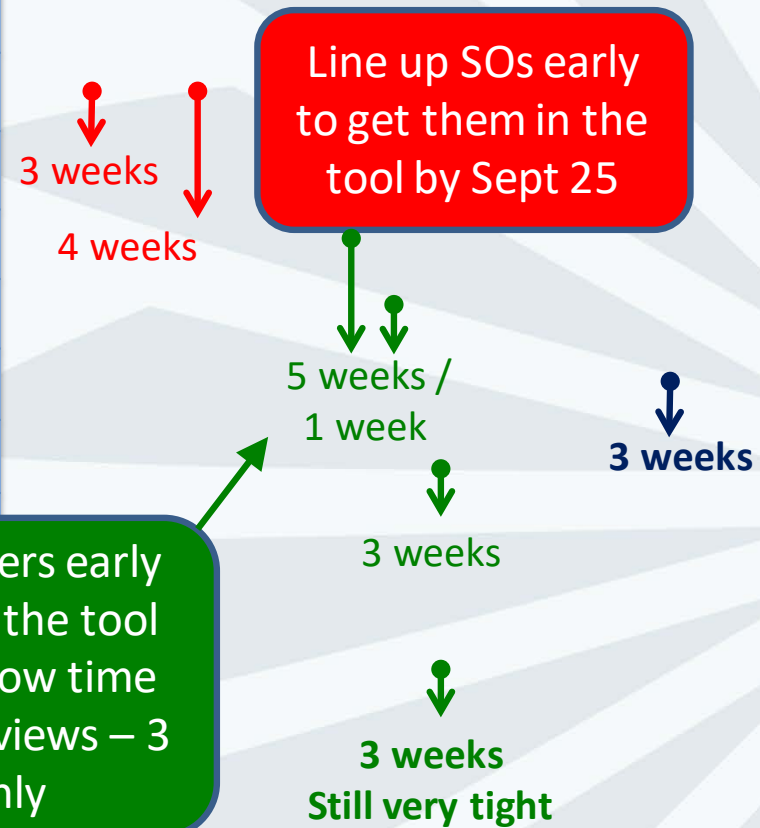 Line up SOs early
to get them in the
tool by Sept 25
3 weeks
4 weeks
5 weeks /
1 week
3 weeks
3 weeks
ers early
the tool
ow time
views – 3
nly
3 weeks
Still very tight